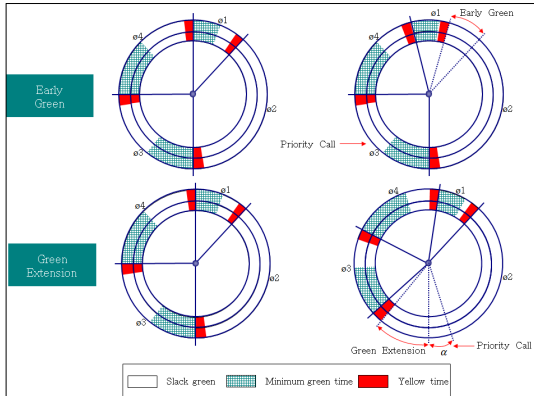 Early
Green
ø1
ø2
ø3
ø4
ø1
Early Green
ø2
Priority Call
ø3
ø4
Green
Extension
ø1
ø2
ø3
ø4
ø1
ø2
ø3
ø4
Green Extension
α
Priority Call
Slack green
Minimum green time
Yellow time